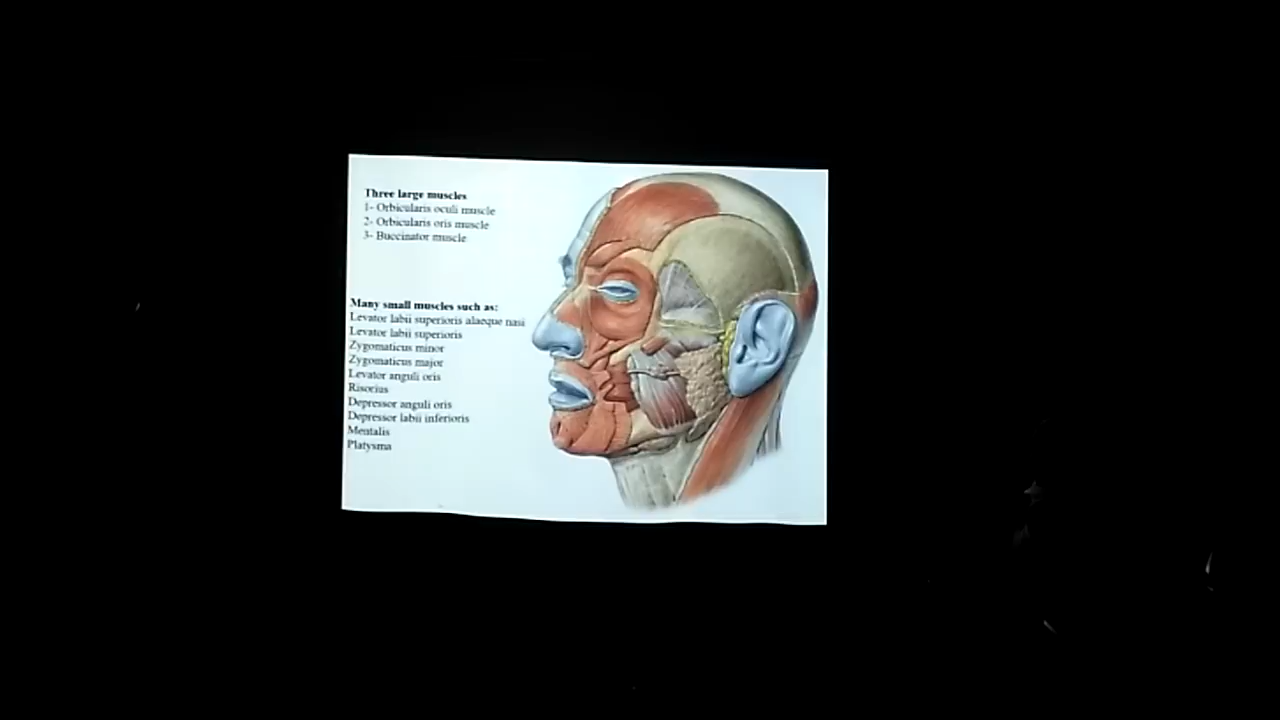 Three large muscles
1- Orbicularis oculi muscle
2- Orbicularis oris muscle
3- Buccinator muscle
Many small muscles such as:
Levator labii superioris alaeque nasi
Levator labii superioris
Zygomaticus minor
Zygomaticus major
Levator anguli oris
Risorius
Depressor anguli oris
Depressor labii inferioris
Mentalis
Platysma